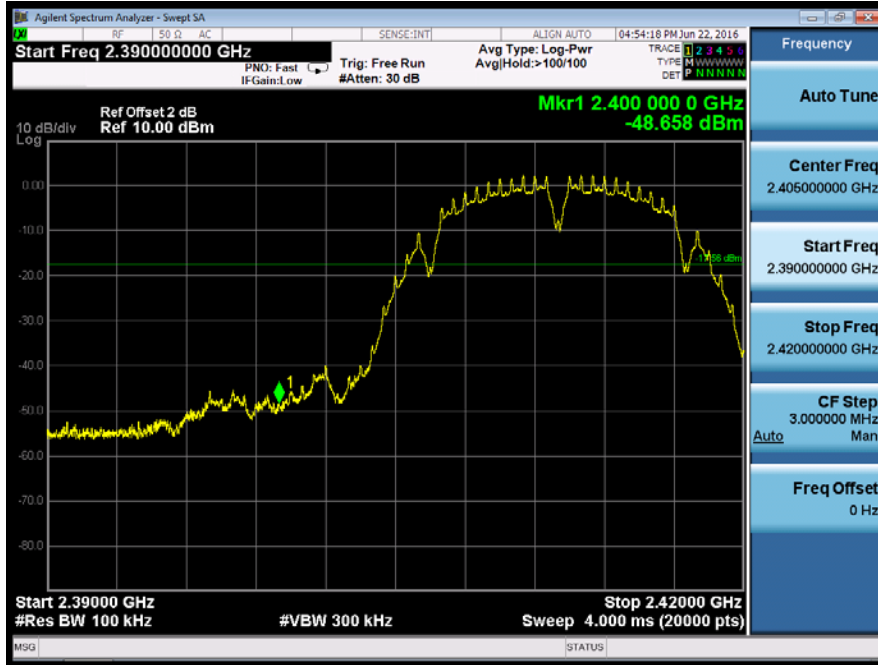 Agilent Spectrum Analyzer - Swept SA
RF 50 Ω AC SENSE:INT ALIGN AUTO 04:54:18 PM Jun 22, 2016
Start Freq 2.390000000 GHz
PNO: Fast
IFGain:Low
Trig: Free Run
#Atten: 30 dB
Avg Type: Log-Pwr
Avg|Hold:>100/100
TRACE 1 2 3 4 5 6
TYPE M WWWWW
DET P N N N N N
Mkr1 2.400 000 0 GHz
-48.658 dBm
Ref Offset 2 dB
Ref 10.00 dBm
10 dB/div
Log
0.00
-10.0
-20.0
-30.0
-40.0
-50.0
-60.0
-70.0
-80.0
1
Start 2.39000 GHz
Stop 2.42000 GHz
#Res BW 100 kHz
#VBW 300 kHz
Sweep 4.000 ms (20000 pts)
MSG
STATUS
Frequency
Auto Tune
Center Freq
2.405000000 GHz
Start Freq
2.390000000 GHz
Stop Freq
2.420000000 GHz
CF Step
3.000000 MHz
Auto Man
Freq Offset
0 Hz